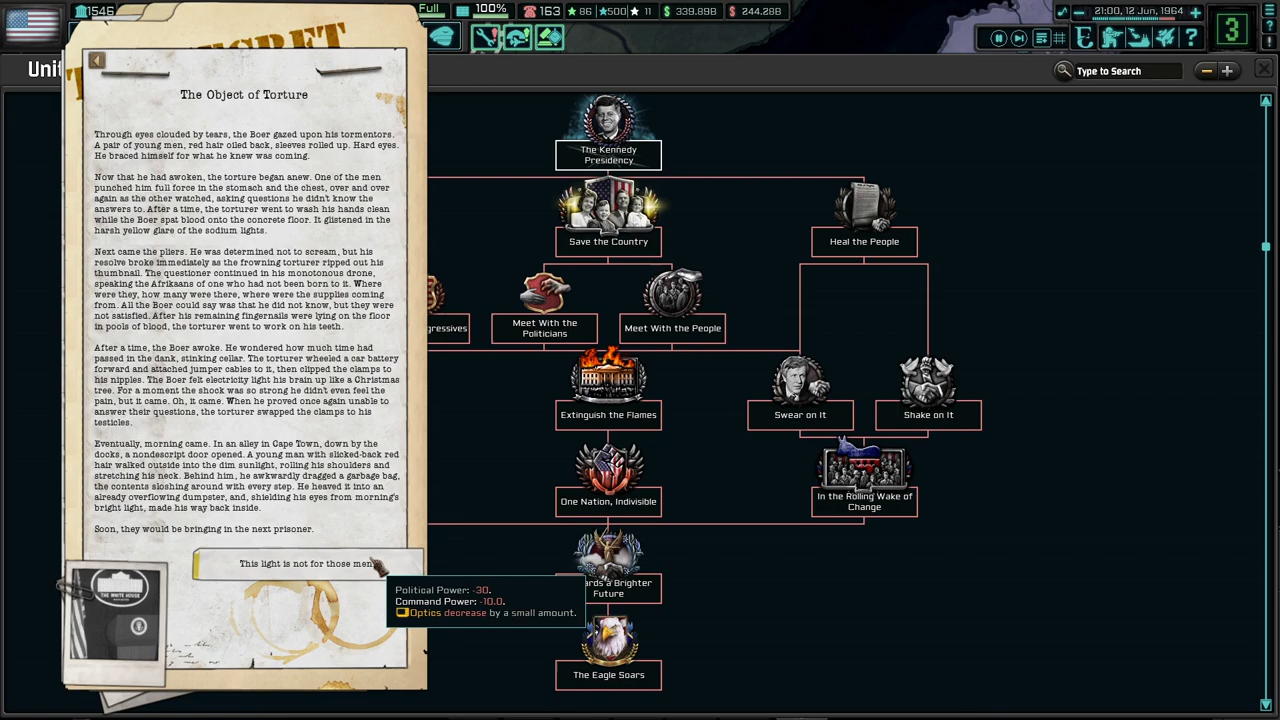 1546
Full
100%
163
86
500
11
339.89B
244.28B
21:00, 12 Jun, 1964
3
SECRET
Unit
Type to Search
The Object of Torture
Through eyes clouded by tears, the Boer gazed upon his tormentors.
A pair of young men, red hair oiled back, sleeves rolled up. Hard eyes.
He braced himself for what he knew was coming.
Now that he had awoken, the torture began anew. One of the men
punched him full force in the stomach and the chest, over and over
again as the other watched, asking questions he didn't know the
answers to. After a time, the torturer went to wash his hands clean
while the Boer spat blood onto the concrete floor. It glistened in the
harsh yellow glare of the sodium lights.
Next came the pliers. He was determined not to scream, but his
resolve broke immediately as the frowning torturer ripped out his
thumbnail. The questioner continued in his monotonous drone,
speaking the Afrikaans of one who had not been born to it. Where
were they, how many were there, where were the supplies coming
from. All the Boer could say was that he did not know, but they were
not satisfied. After his remaining fingernails were lying on the floor
in pools of blood, the torturer went to work on his teeth.
After a time, the Boer awoke. He wondered how much time had
passed in the dank, stinking cellar. The torturer wheeled a car battery
forward and attached jumper cables to it, then clipped the clamps to
his nipples. The Boer felt electricity light his brain up like a Christmas
tree. For a moment the shock was so strong he didn't even feel the
pain, but it came. Oh, it came. When he proved once again unable to
answer their questions, the torturer swapped the clamps to his
testicles.
Eventually, morning came. In an alley in Cape Town, down by the
docks, a nondescript door opened. A young man with slicked-back red
hair walked outside into the dim sunlight, rolling his shoulders and
stretching his neck. Behind him, he awkwardly dragged a garbage bag,
the contents sloshing around with every step. He heaved it into an
already overflowing dumpster, and, shielding his eyes from morning's
bright light, made his way back inside.
Soon, they would be bringing in the next prisoner.
This light is not for those men
Political Power: -30.
Command Power: -10.0.
Optics decrease by a small amount.
THE WHITE HOUSE
The Kennedy
Presidency
Save the Country
Heal the People
gressives
Meet With the
Politicians
Meet With the People
Extinguish the Flames
Swear on It
Shake on It
One Nation, Indivisible
In the Rolling Wake of
Change
ards a Brighter
Future
The Eagle Soars